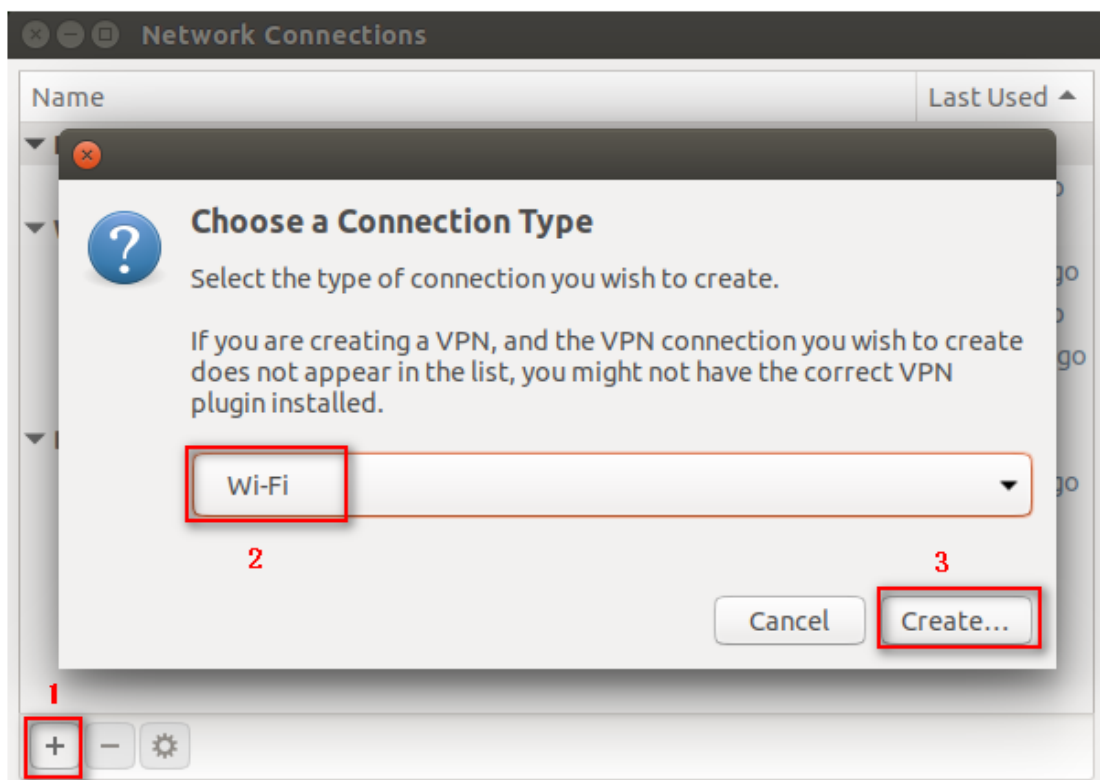 Network Connections
Name
Last Used
Choose a Connection Type
Select the type of connection you wish to create.
If you are creating a VPN, and the VPN connection you wish to create
does not appear in the list, you might not have the correct VPN
plugin installed.
Wi-Fi
2
3
Cancel
Create...
1